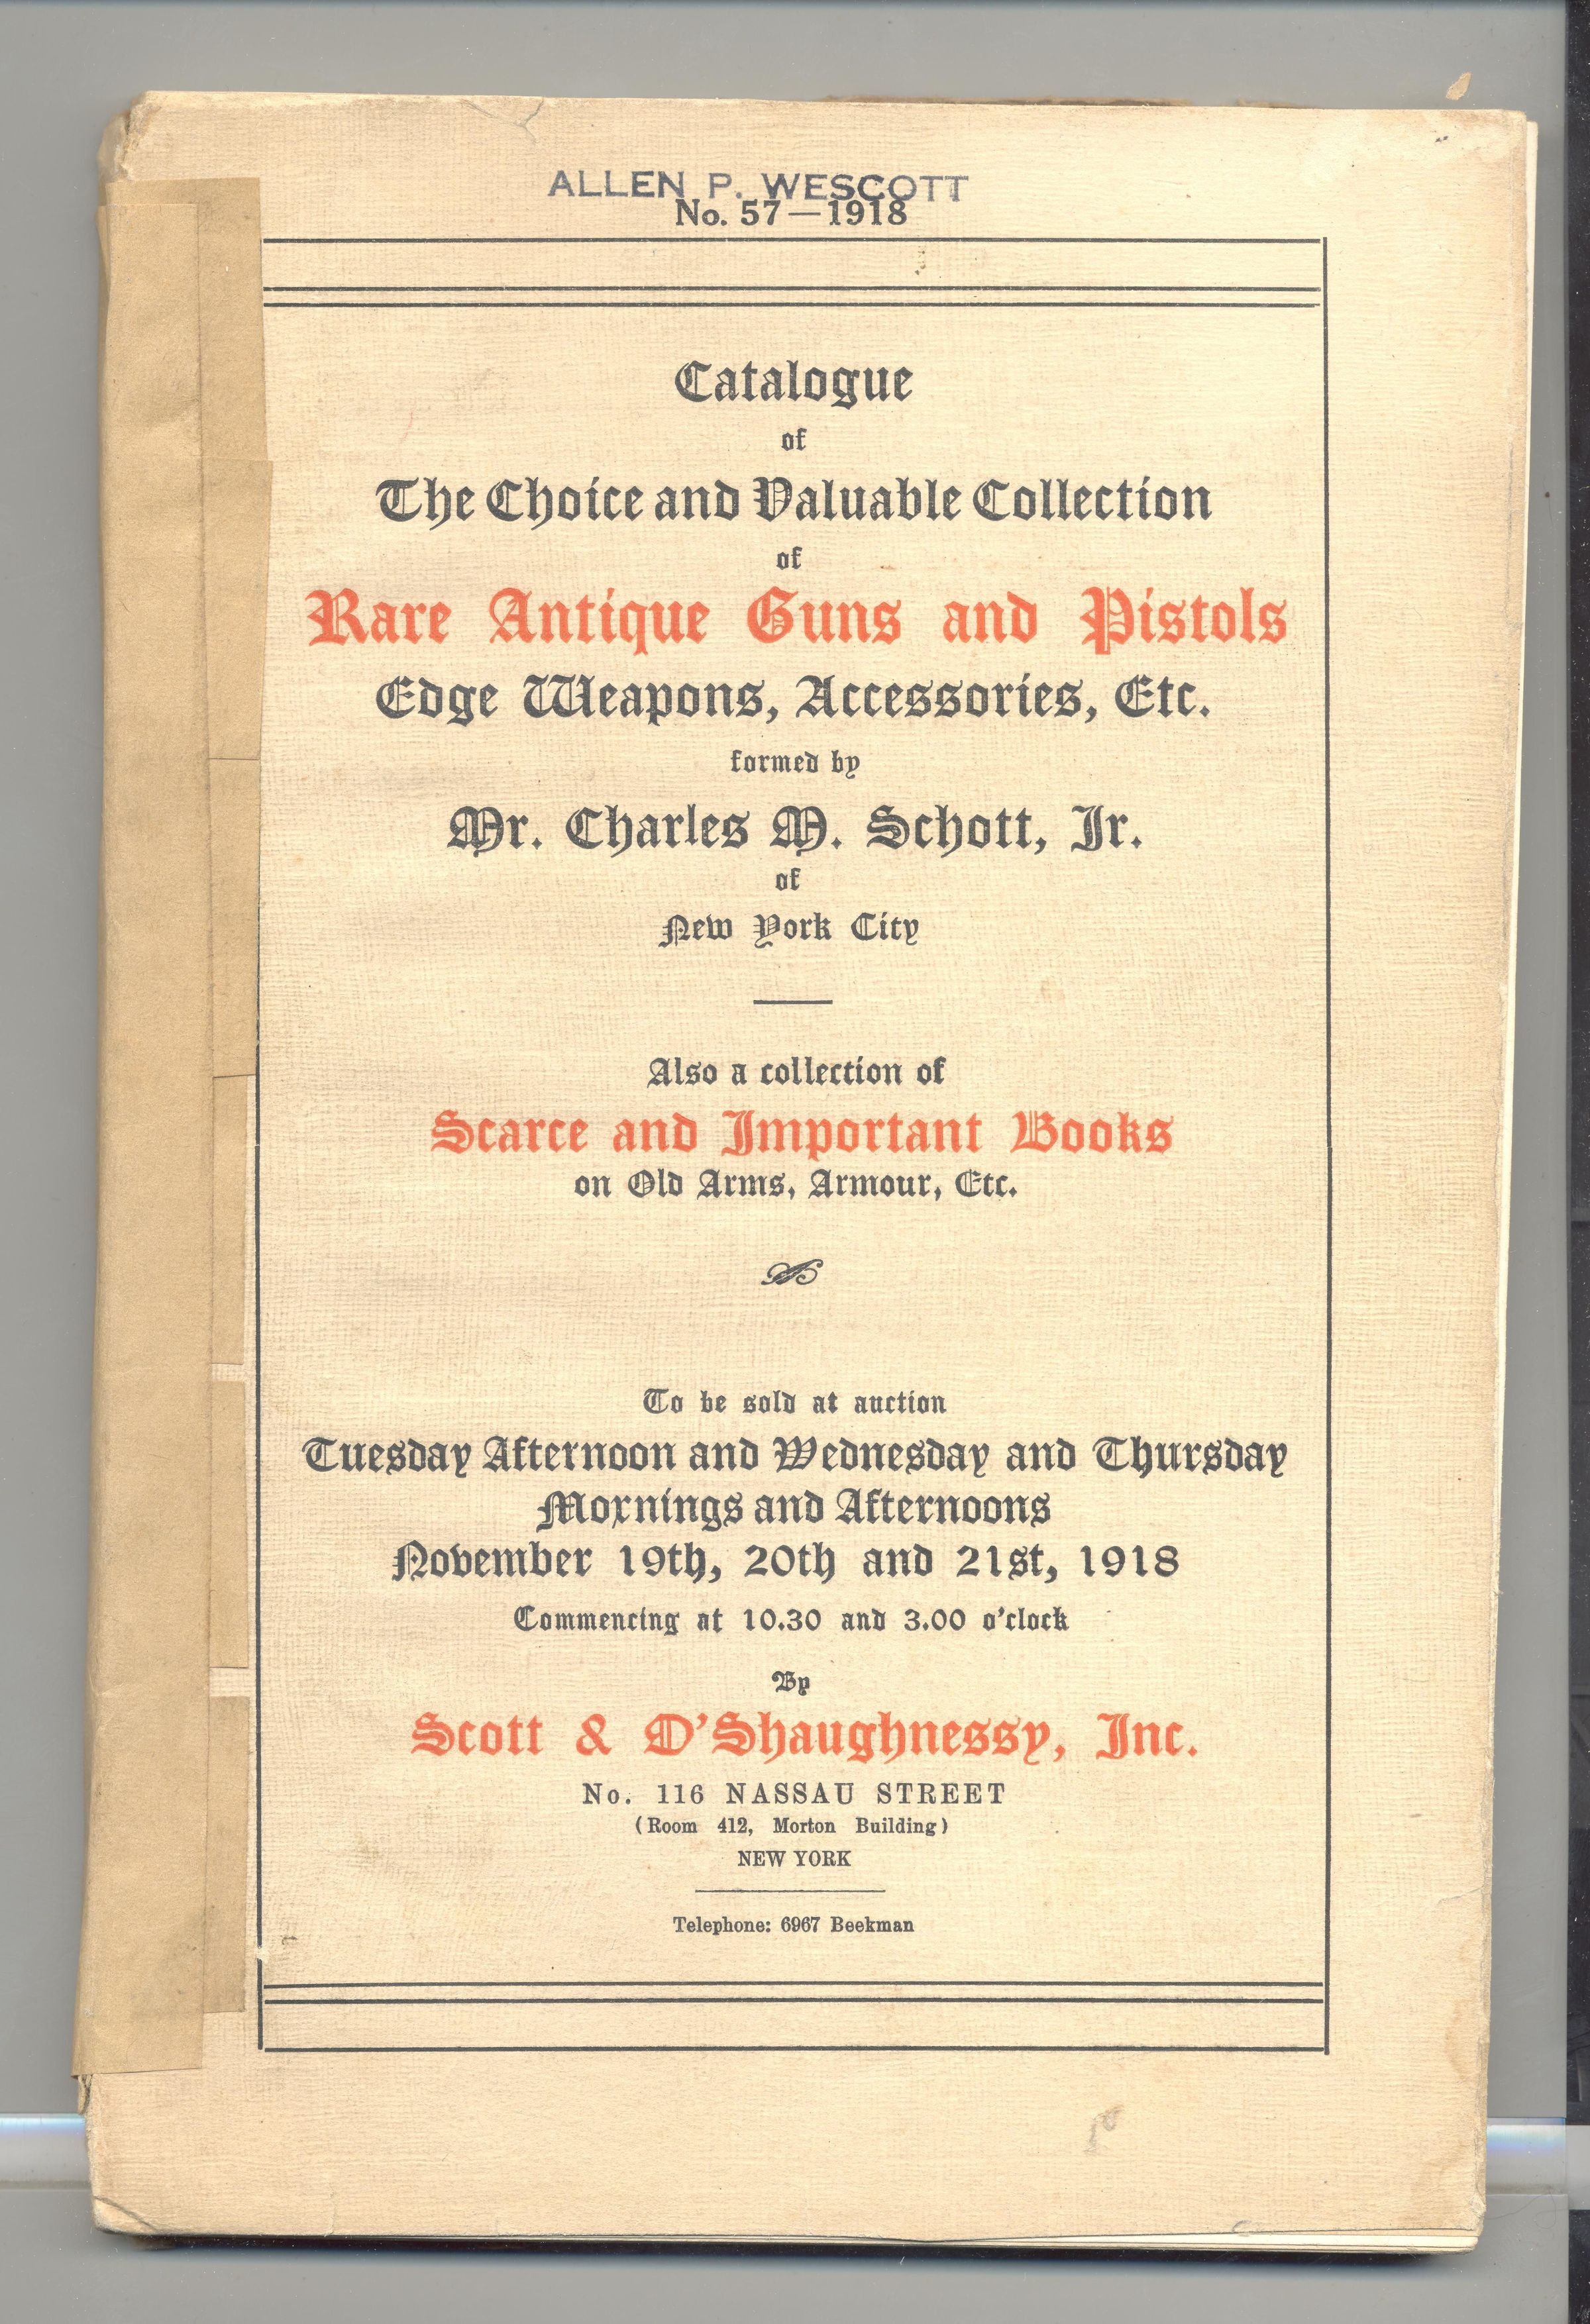 ALLEN P. WESCOTT
No. 57—1918
Catalogue
of
The Choice and Valuable Collection
of
Rare Antique Guns and Pistols
Edge Weapons, Accessories, Etc.
formed by
Mr. Charles M. Schott, Jr.
of
New York City
Also a collection of
Scarce and Important Books
on Old Arms, Armour, Etc.
To be sold at auction
Tuesday Afternoon and Wednesday and Thursday
Mornings and Afternoons
November 19th, 20th and 21st, 1918
Commencing at 10.30 and 3.00 o'clock
By
Scott & O'Shaughnessy, Inc.
No. 116 NASSAU STREET
(Room 412, Morton Building)
NEW YORK
Telephone: 6967 Beekman